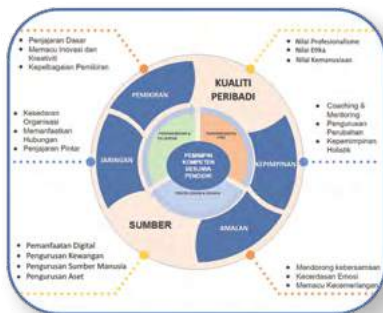 Penjajaran Dasar
Memacu Inovasi dan
Kreativiti
Kepelbagaian Pemikiran
Nilai Profesionalisme
Nilai Etika
Nilai Kemanusiaan
PEMIKIRAN
KUALITI
PERIBADI
Kesedaran
Organisasi
Memanfaatkan
Hubungan
Penjajaran Pintar
JARINGAN
PEMIMPIN
KOMPETEN
BESJAYA
PENDIDIK
KEPIMPINAN
Coaching &
Mentoring
Pengurusan
Perubahan
Kepemimpinan
Holistik
SUMBER
AMALAN
Pemanfaatan Digital
Pengurusan Kewangan
Pengurusan Sumber Manusia
Pengurusan Aset
Mendorong kebersamaan
Kecerdasan Emosi
Memacu Kecemerlangan